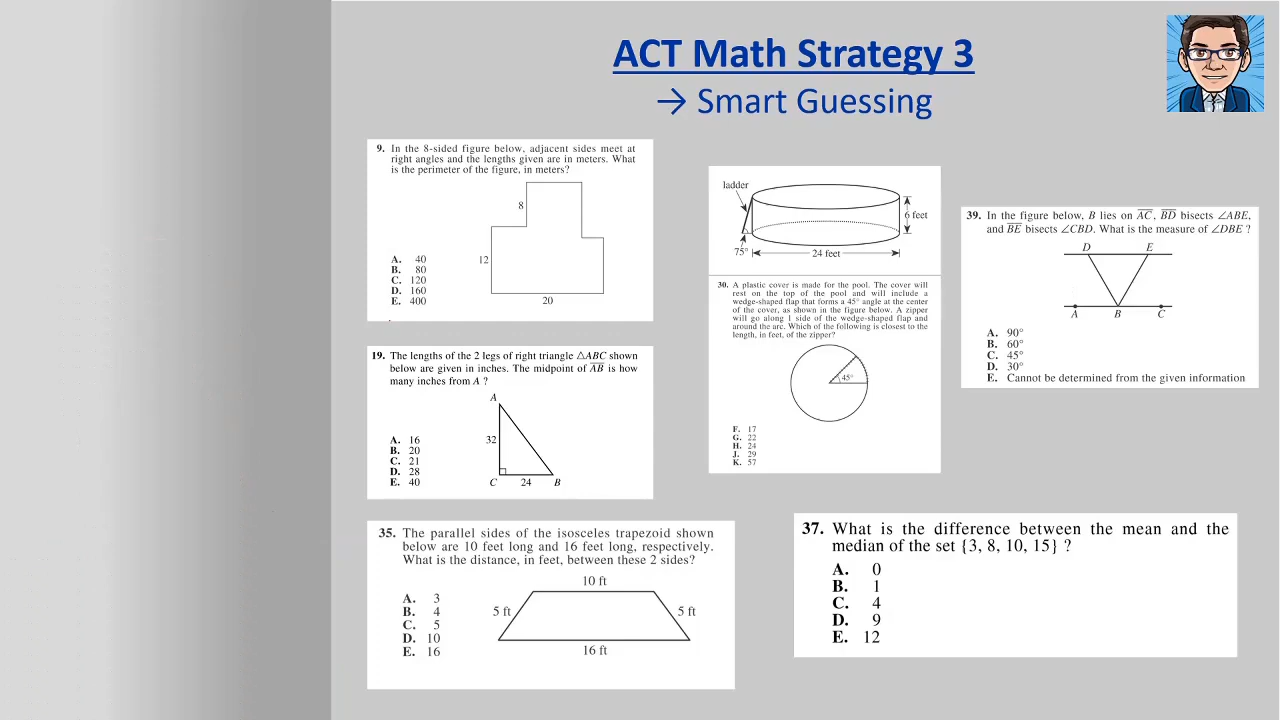 ACT Math Strategy 3
→ Smart Guessing
9. In the 8-sided figure below, adjacent sides meet at
right angles and the lengths given are in meters. What
is the perimeter of the figure, in meters?
8
12
20
A. 40
B. 80
C. 120
D. 160
E. 400
19. The lengths of the 2 legs of right triangle △ABC shown
below are given in inches. The midpoint of AB is how
many inches from A ?
A
32
C 24 B
A. 16
B. 20
C. 21
D. 28
E. 40
35. The parallel sides of the isosceles trapezoid shown
below are 10 feet long and 16 feet long, respectively.
What is the distance, in feet, between these 2 sides?
10 ft
5 ft 5 ft
16 ft
A. 3
B. 4
C. 5
D. 10
E. 16
ladder
6 feet
75° 24 feet
30. A plastic cover is made for the pool. The cover will
rest on the top of the pool and will include a
wedge-shaped flap that forms a 45° angle at the center
of the cover, as shown in the figure below. A zipper
will go along 1 side of the wedge-shaped flap and
around the arc. Which of the following is closest to the
length, in feet, of the zipper?
45°
F. 17
G. 22
H. 24
J. 29
K. 57
39. In the figure below, B lies on AC, BD bisects ∠ABE,
and BE bisects ∠CBD. What is the measure of ∠DBE ?
D E
A B C
A. 90°
B. 60°
C. 45°
D. 30°
E. Cannot be determined from the given information
37. What is the difference between the mean and the
median of the set {3, 8, 10, 15} ?
A. 0
B. 1
C. 4
D. 9
E. 12